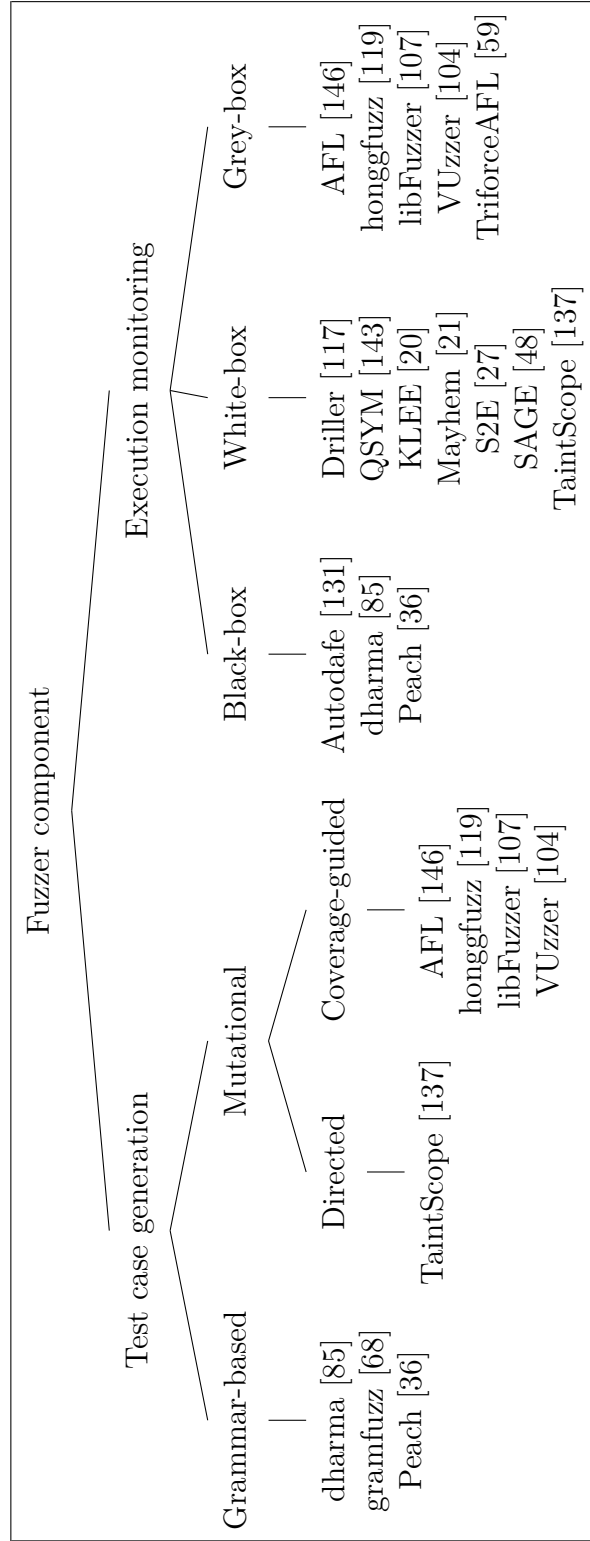 Fuzzer component
Test case generation
Execution monitoring
Grammar-based
Mutational
Black-box
White-box
Grey-box
dharma [85]
gramfuzz [68]
Peach [36]
Directed
Coverage-guided
TaintScope [137]
AFL [146]
honggfuzz [119]
libFuzzer [107]
VUzzer [104]
Autodafe [131]
dharma [85]
Peach [36]
Driller [117]
QSYM [143]
KLEE [20]
Mayhem [21]
S2E [27]
SAGE [48]
TaintScope [137]
AFL [146]
honggfuzz [119]
libFuzzer [107]
VUzzer [104]
TriforceAFL [59]